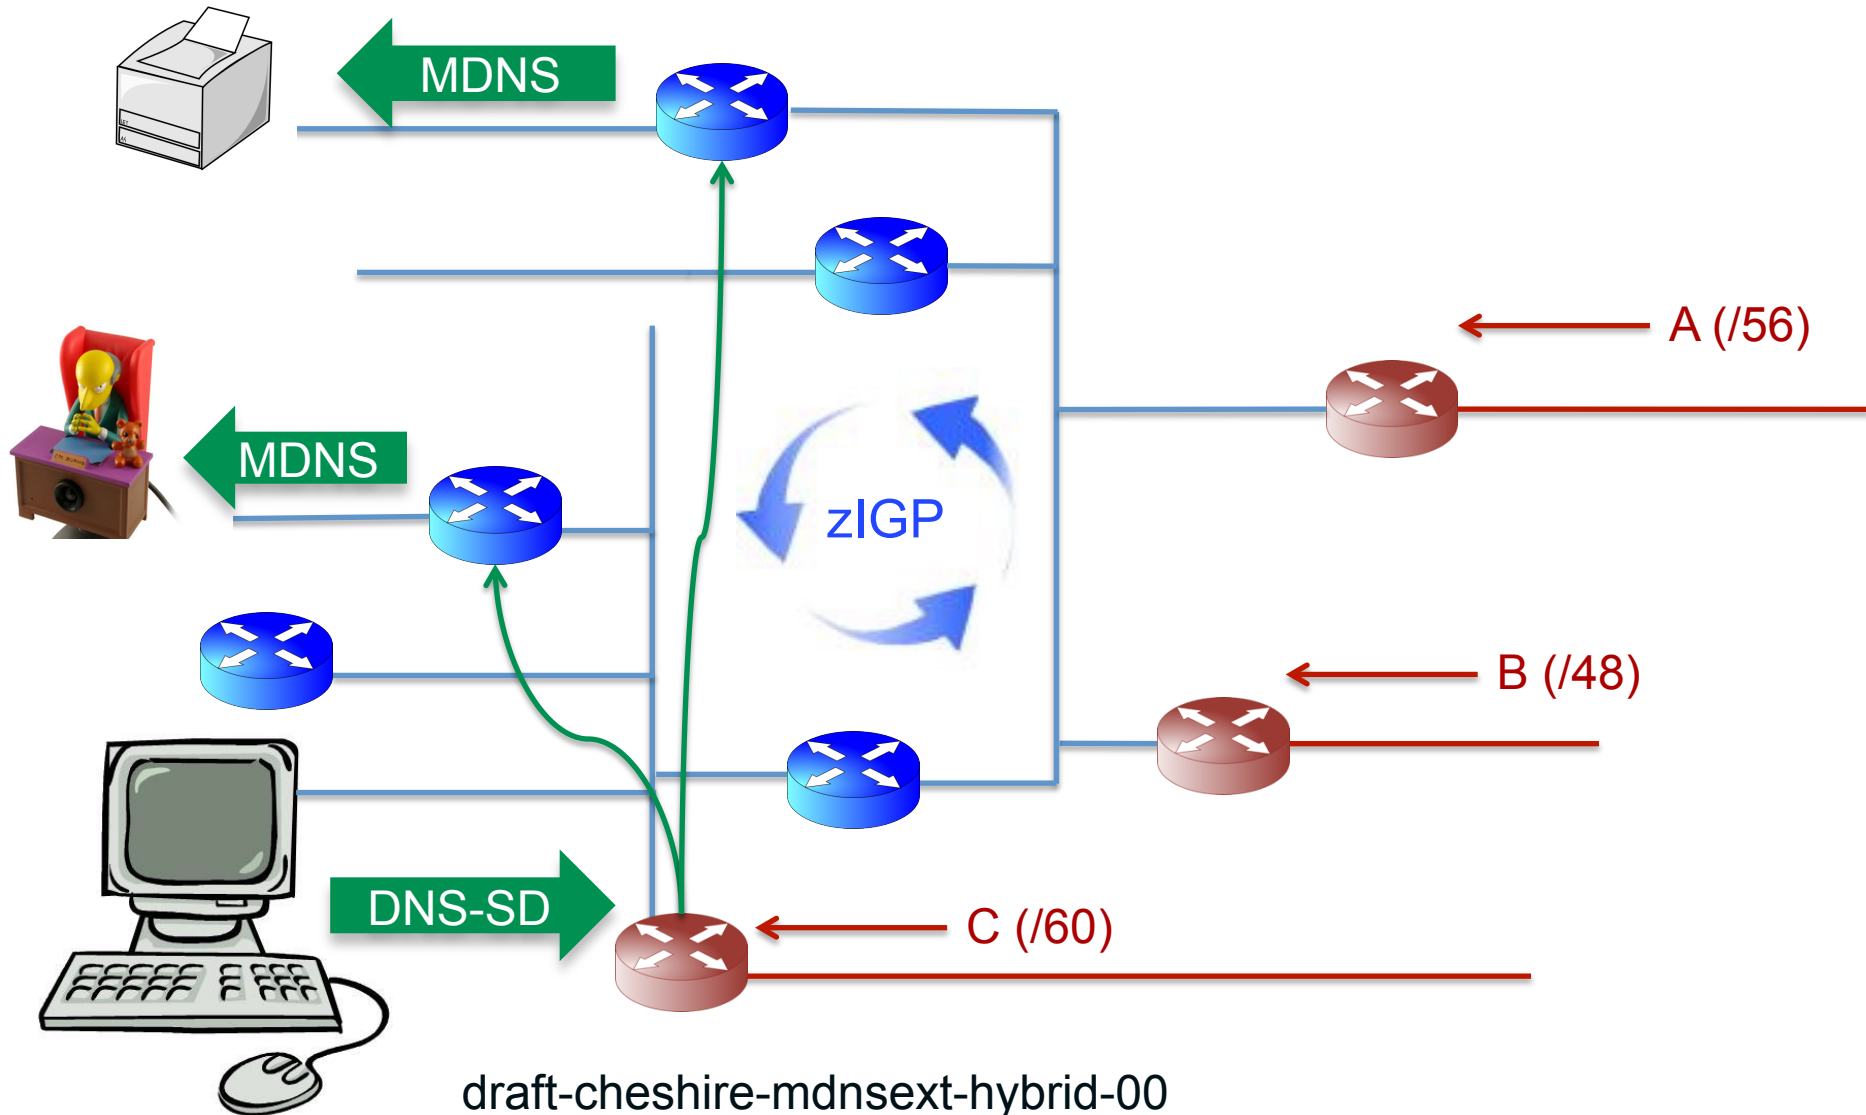 MDNS
A (/56)
MDNS
zIGP
B (/48)
DNS-SD
C (/60)
draft-cheshire-mdnsext-hybrid-00